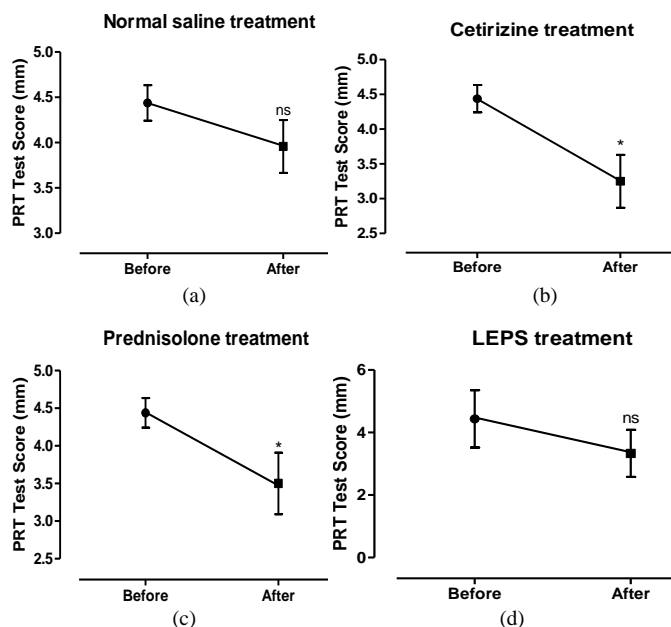 Normal saline treatment
PRT Test Score (mm)
5.0
4.5
4.0
3.5
3.0
ns
Before
After
(a)
Cetirizine treatment
PRT Test Score (mm)
5.0
4.5
4.0
3.5
3.0
2.5
*
Before
After
(b)
Prednisolone treatment
PRT Test Score (mm)
5.0
4.5
4.0
3.5
3.0
2.5
*
Before
After
(c)
LEPS treatment
PRT Test Score (mm)
6
4
2
0
ns
Before
After
(d)